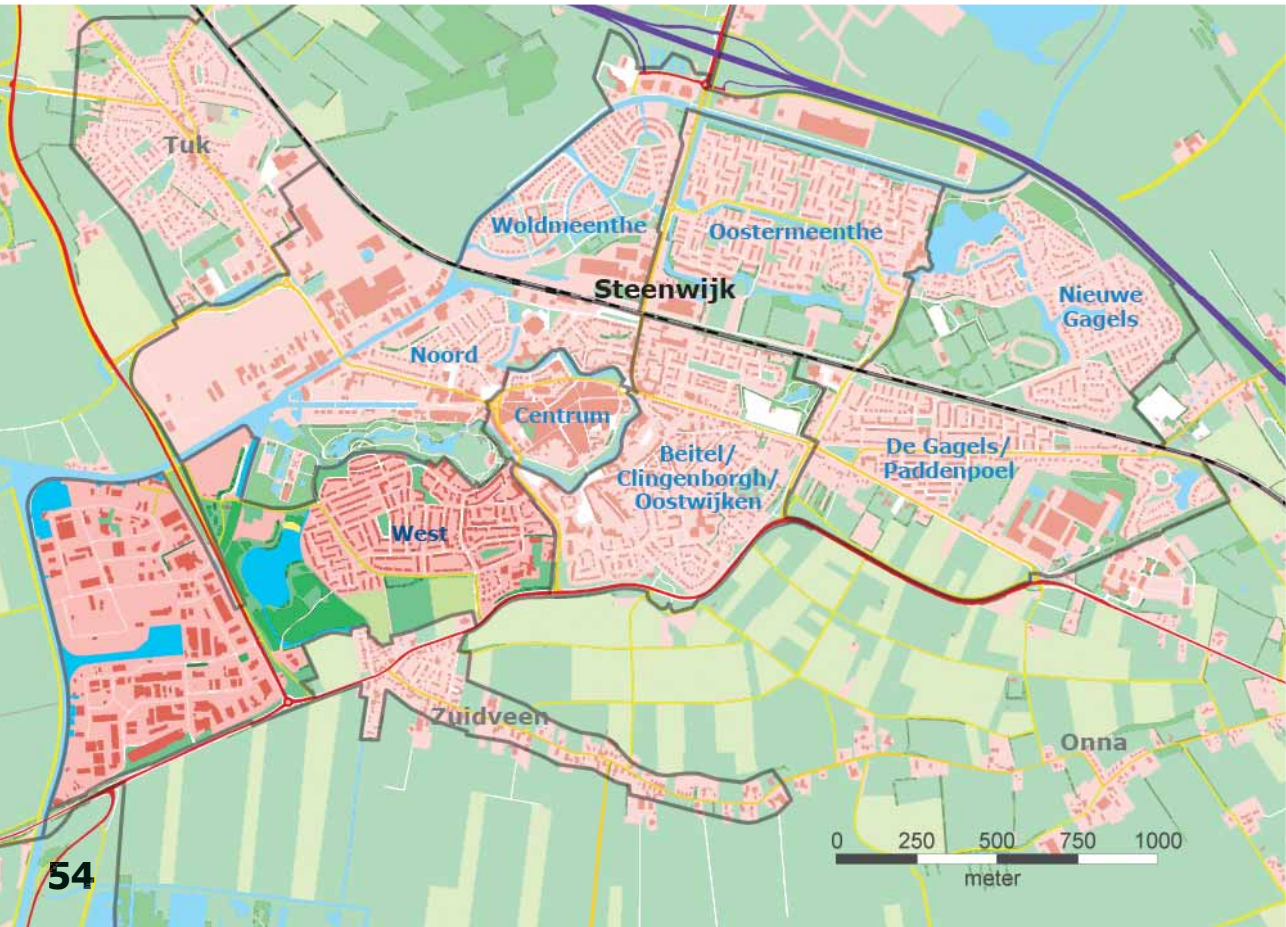 Tuk
Woldmeenthe
Oostermeenthe
Steenwijk
Nieuwe
Gagels
Noord
Centrum
Beitel/
Clingenborgh/
Oostwijken
De Gagels/
Paddenpoel
West
Zuidveen
Onna
0 250 500 750 1000
meter
54